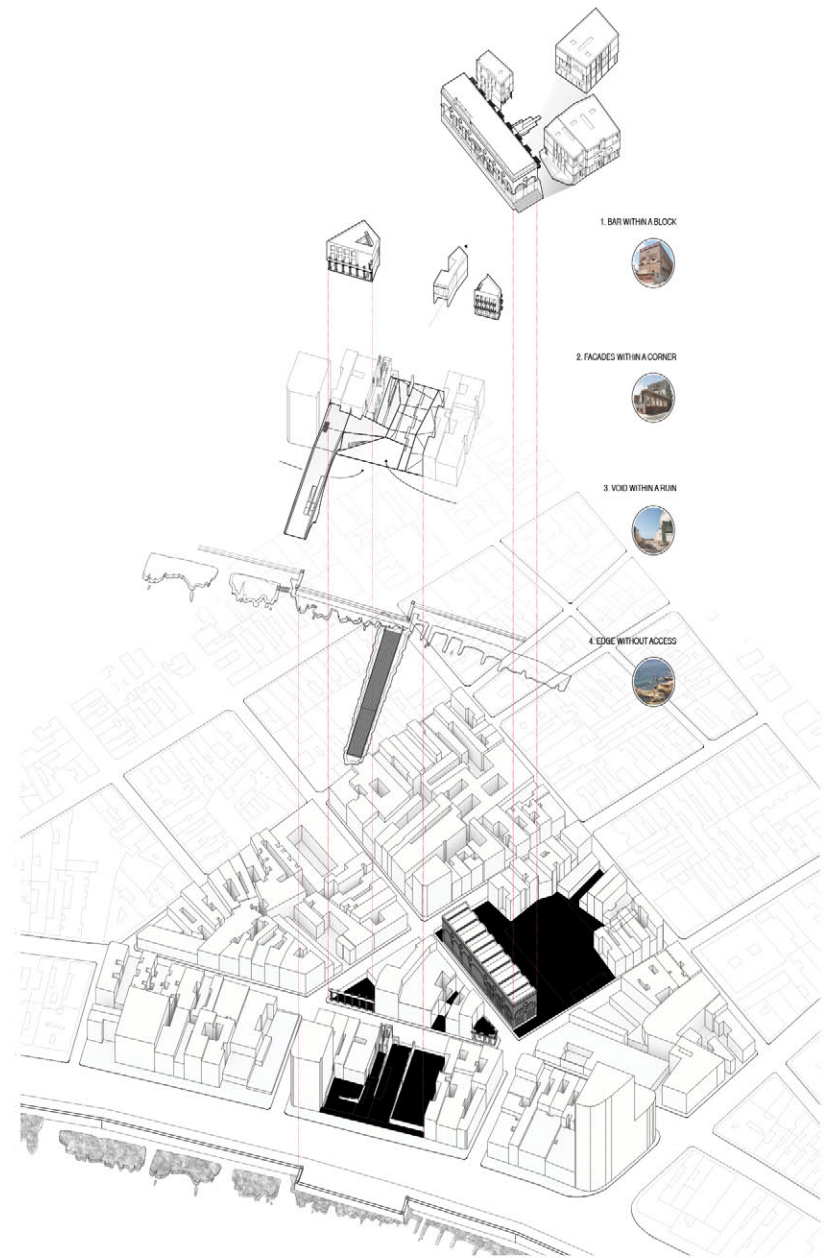 1. BAR WITHIN A BLOCK
2. FACADES WITHIN A CORNER
3. VOID WITHIN A RUIN
4. EDGE WITHOUT ACCESS